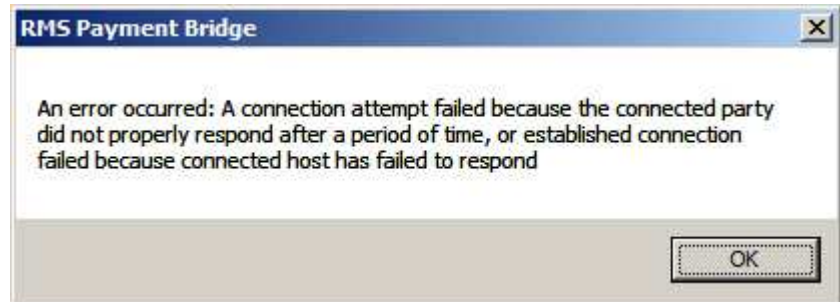 RMS Payment Bridge
An error occurred: A connection attempt failed because the connected party
did not properly respond after a period of time, or established connection
failed because connected host has failed to respond
OK